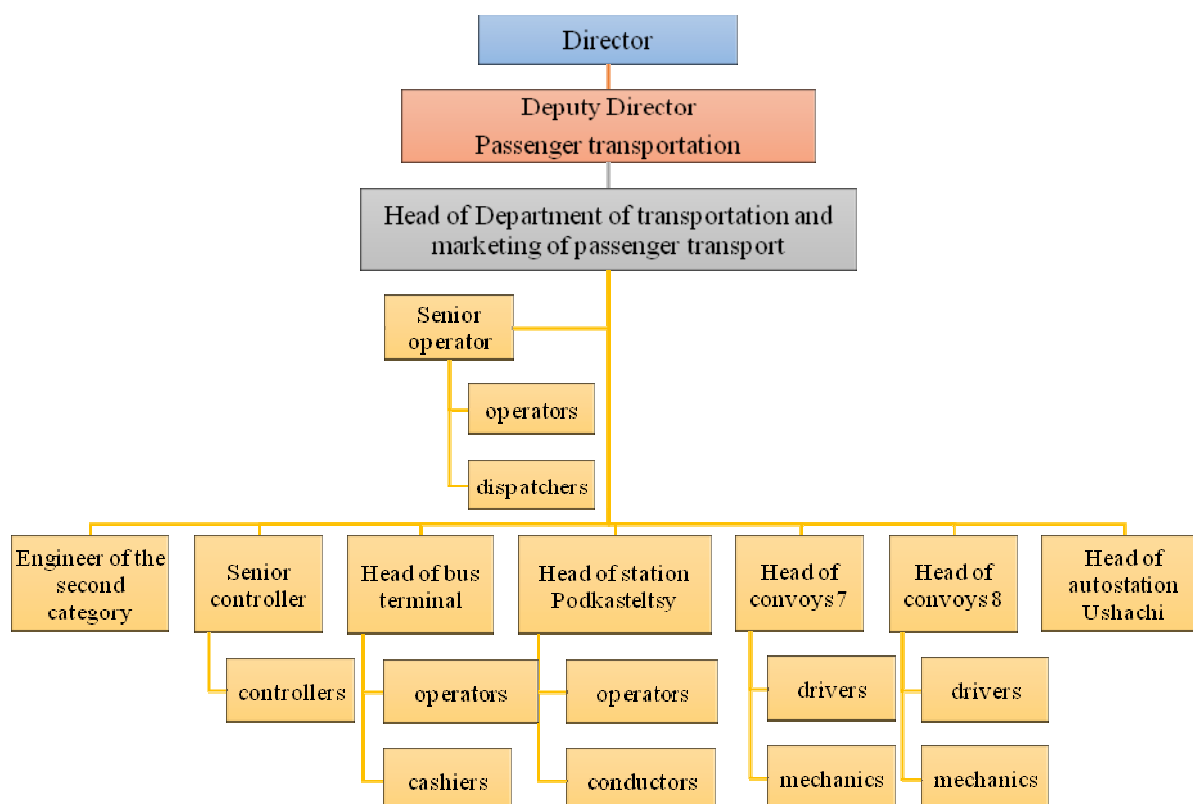 Director
Deputy Director
Passenger transportation
Head of Department of transportation and
marketing of passenger transport
Senior
operator
operators
dispatchers
Engineer of the
second
category
Senior
controller
Head of bus
terminal
Head of station
Podkasteltsy
Head of
convoys 7
Head of
convoys 8
Head of
autostation
Ushachi
controllers
operators
operators
drivers
drivers
cashiers
conductors
mechanics
mechanics